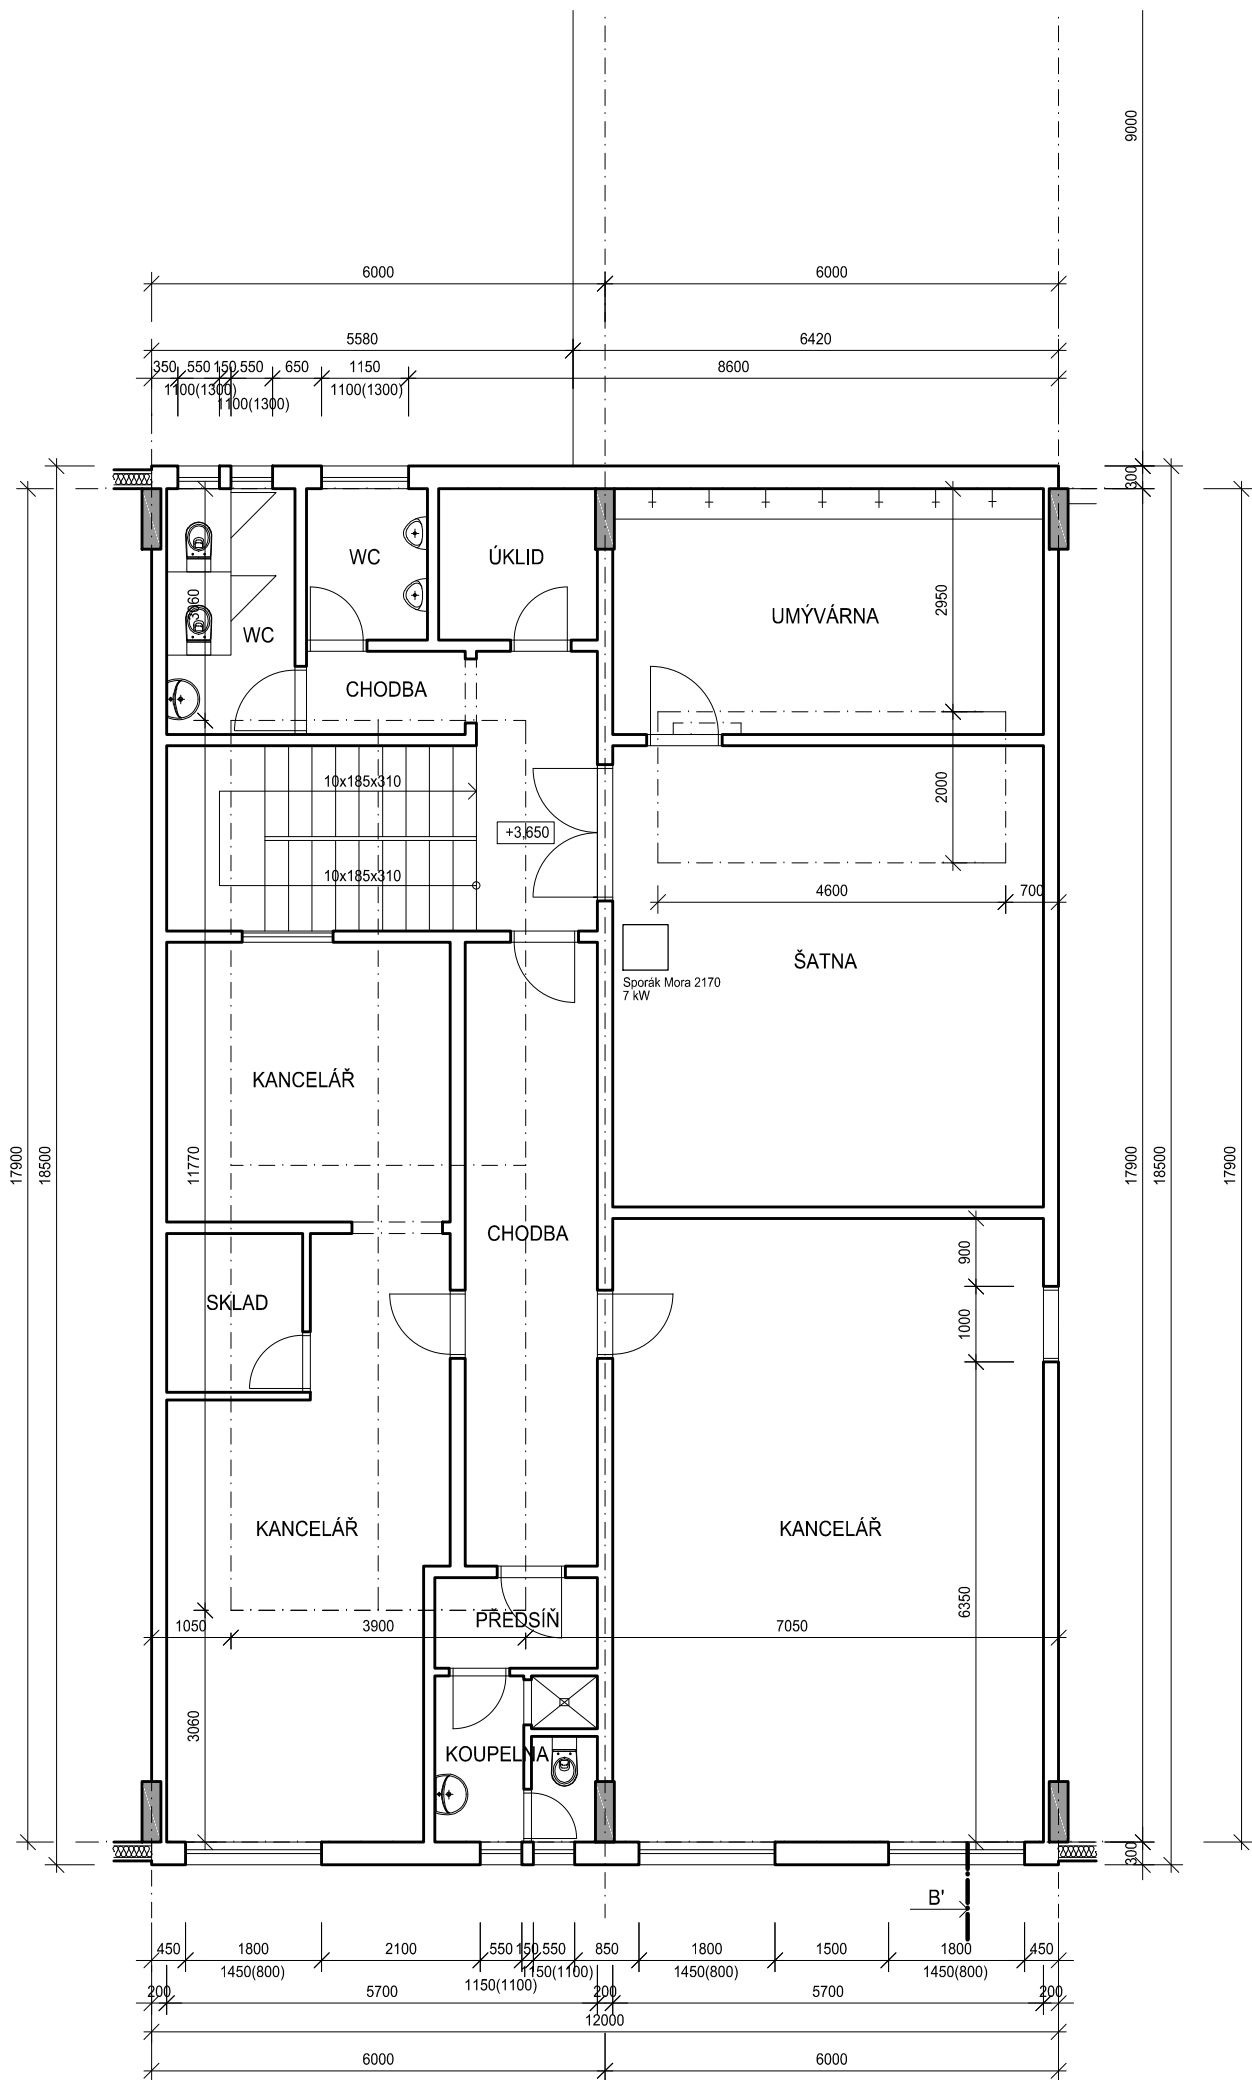 9000
6000 6000
5580 6420
350 550 150 550 650 1150 8600
1100(1300) 1100(1300)
1100(1300)
300
WC
ÚKLID
3060
2950
UMÝVÁRNA
WC
CHODBA
10x185x310
2000
+3,650
10x185x310
4600 700
ŠATNA
Sporák Mora 2170
7 kW
KANCELÁŘ
17900 18500 11770 17900 18500 17900
CHODBA
900
SKLAD
1000
KANCELÁŘ KANCELÁŘ
6350
PŘEDSÍŇ
1050 3900 7050
3060
KOUPELNA
300
B'
450 1800 2100 550 150 550 850 1800 1500 1800 450
1450(800) 1150(1100) 1150(1100) 1450(800) 1450(800)
200 5700 200 5700 200
12000
6000 6000